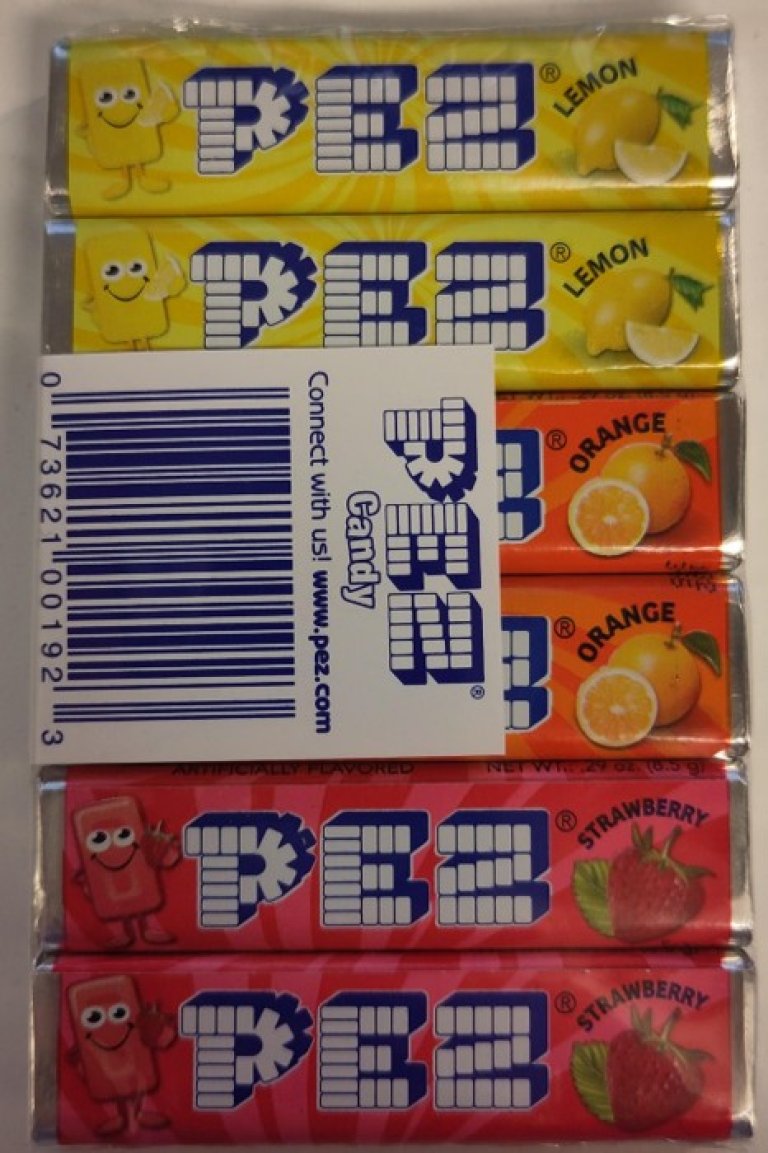 PEZ®
LEMON
PEZ®
LEMON
®
ORANGE
®
ORANGE
PEZ®
Candy
Connect with us! www.pez.com
0 73621 00192 3
ARTIFICIALLY FLAVORED NET WT.: .29 oz. (8.5 g)
PEZ®
STRAWBERRY
PEZ®
STRAWBERRY